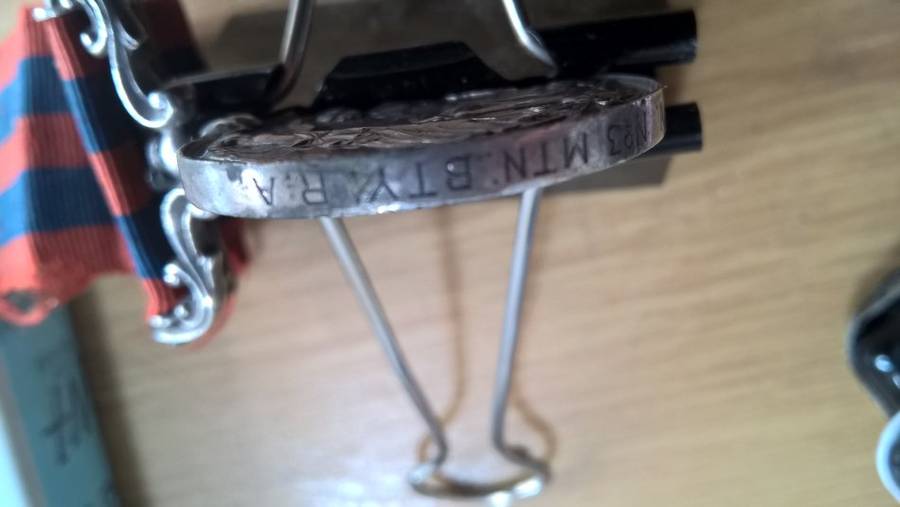 Nº3 MTN. BTY. R.A.